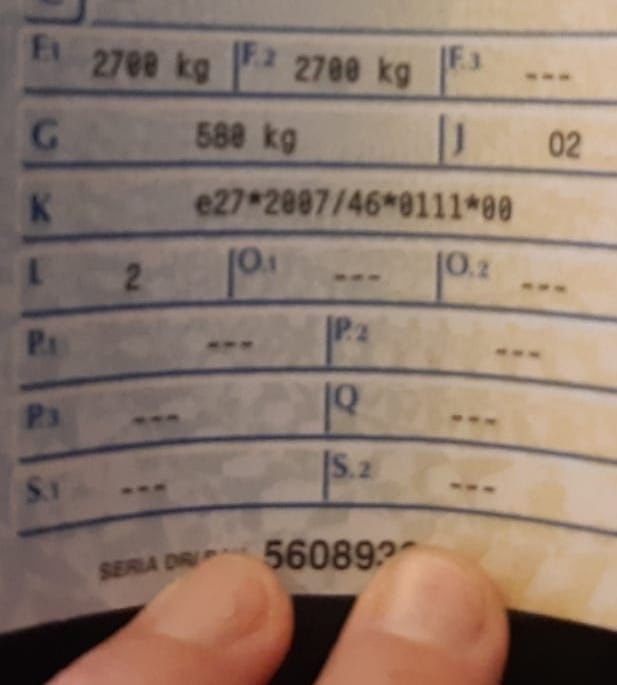 F.1 2700 kg F.2 2700 kg F.3 ---
G 580 kg J 02
K e27*2007/46*0111*00
L 2 O.1 --- O.2 ---
P.1 --- P.2 ---
P.3 --- Q ---
S.1 --- S.2 ---
SERIA 560893